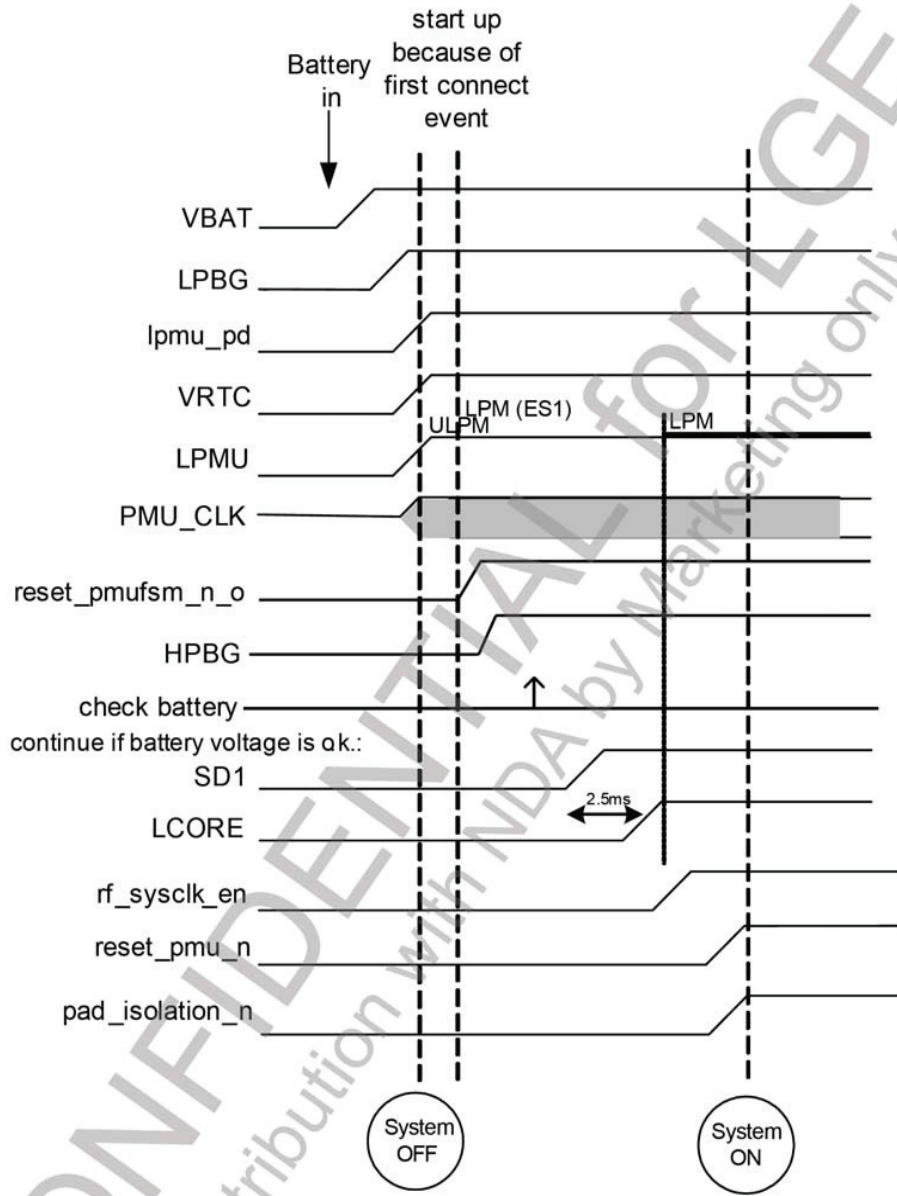 start up
because of
first connect
event
Battery
in
VBAT
LPBG
lpmu_pd
VRTC
LPM (ES1)
ULPM
LPM
LPMU
PMU_CLK
reset_pmufsm_n_o
HPBG
check battery
continue if battery voltage is o.k.:
SD1
2.5ms
LCORE
rf_sysclk_en
reset_pmu_n
pad_isolation_n
System
OFF
System
ON
CONFIDENTIAL for LGE
distribution with NDA by Marketing only